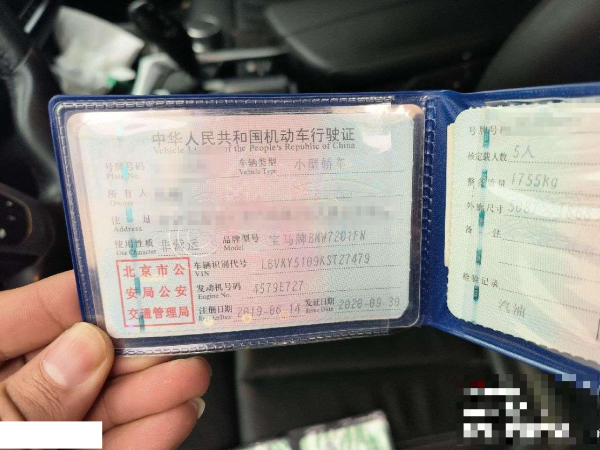 中华人民共和国机动车行驶证
of the People's Republic of China
号牌号码
车辆类型 小型轿车
Vehicle Type
所有人
Owner
住址
Address
使用性质 非营运 品牌型号 宝马牌BMW7201FN
Use Character
北京市公
安局公安
交通管理局
车辆识别代号 LBVKY5109KST27479
VIN
发动机号码 4579E727
Engine No.
注册日期 2019-06-14 发证日期 2020-09-30
Register Date Issue Date
号牌号码
核定载人数 5人
整备质量 1755kg
外廓尺寸
备注
检验记录
汽油